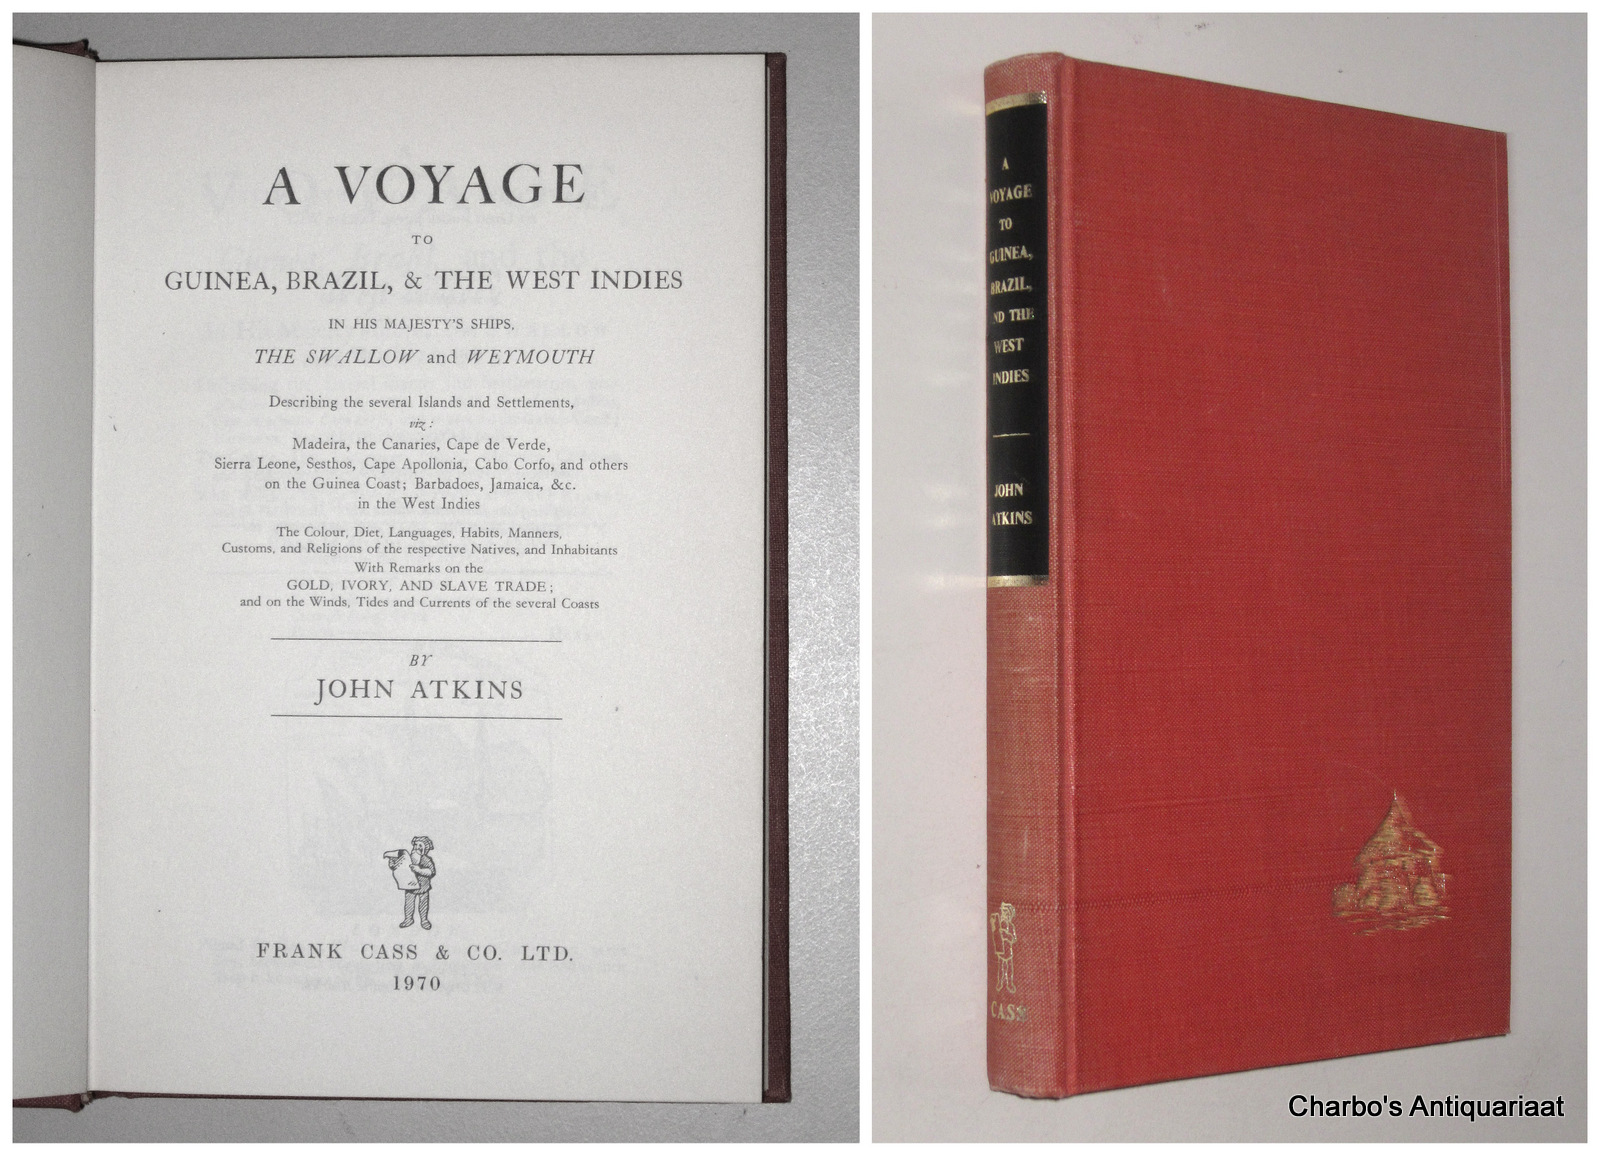 A VOYAGE
TO
GUINEA, BRAZIL, & THE WEST INDIES
IN HIS MAJESTY'S SHIPS,
THE SWALLOW and WEYMOUTH
Describing the several Islands and Settlements,
viz :
Madeira, the Canaries, Cape de Verde,
Sierra Leone, Sesthos, Cape Apollonia, Cabo Corfo, and others
on the Guinea Coast; Barbadoes, Jamaica, &c.
in the West Indies
The Colour, Diet, Languages, Habits, Manners,
Customs, and Religions of the respective Natives, and Inhabitants
With Remarks on the
GOLD, IVORY, AND SLAVE TRADE;
and on the Winds, Tides and Currents of the several Coasts
BY
JOHN ATKINS
FRANK CASS & CO. LTD.
1970
A
VOYAGE
TO
GUINEA,
BRAZIL,
AND THE
WEST
INDIES
JOHN
ATKINS
CASS
Charbo's Antiquariaat